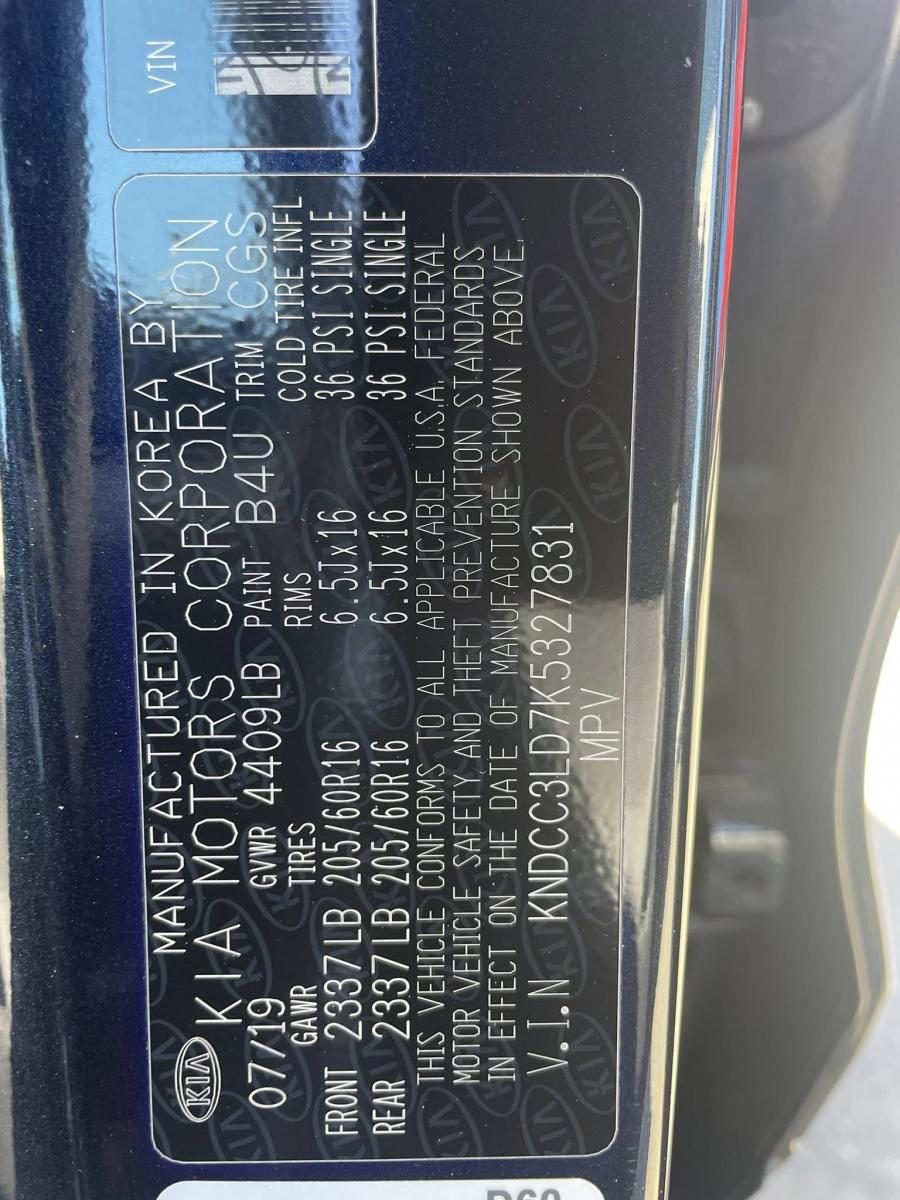 VIN
MANUFACTURED IN KOREA BY
KIA KIA MOTORS CORPORATION
07/19 GVWR 4409LB PAINT B4U TRIM CGS
GAWR TIRES RIMS COLD TIRE INFL
FRONT 2337LB 205/60R16 6.5Jx16 36 PSI SINGLE
REAR 2337LB 205/60R16 6.5Jx16 36 PSI SINGLE
THIS VEHICLE CONFORMS TO ALL APPLICABLE U.S.A. FEDERAL
MOTOR VEHICLE SAFETY AND THEFT PREVENTION STANDARDS
IN EFFECT ON THE DATE OF MANUFACTURE SHOWN ABOVE.
V.I.N KNDCC3LD7K5327831
MPV